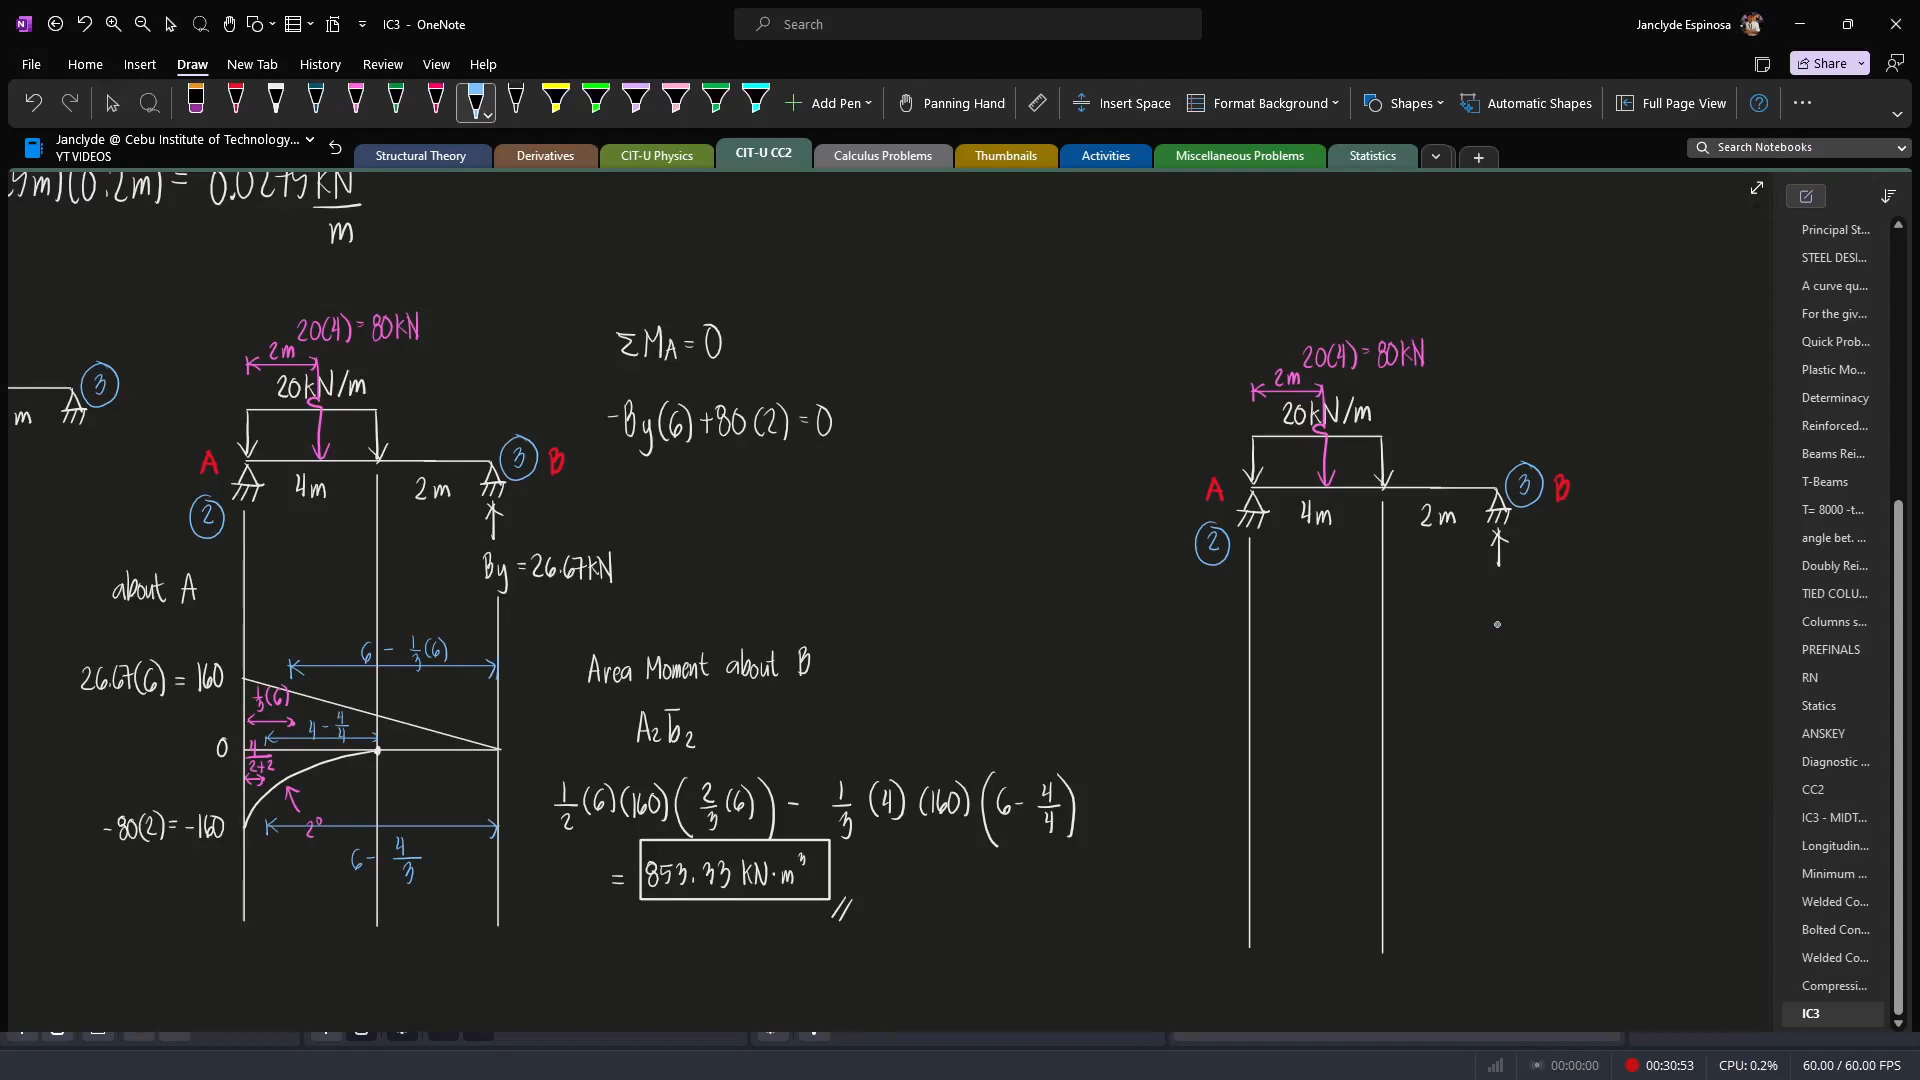 IC3 - OneNote
Search
Janclyde Espinosa
File Home Insert Draw New Tab History Review View Help
Share
Add Pen
Panning Hand
Insert Space
Format Background
Shapes
Automatic Shapes
Full Page View
Janclyde @ Cebu Institute of Technology...
YT VIDEOS
Structural Theory
Derivatives
CIT-U Physics
CIT-U CC2
Calculus Problems
Thumbnails
Activities
Miscellaneous Problems
Statistics
Search Notebooks
m)(0.2m) = 0.0295 kN
m
20(4) = 80kN
2m
20kN/m
3
m
A
4m
2m
3
B
2
By = 26.67kN
about A
6 - 1/3(6)
26.67(6) = 160
1/3(6)
4 - 4/4
0
4/2+2
-80(2) = -160
2°
6 - 4/3
ΣMA = 0
-By(6)+80(2) = 0
Area Moment about B
A2 b̄2
1/2 (6)(160)(2/3 (6)) - 1/3 (4)(160)(6 - 4/4)
= 853.33 KN·m³
20(4) = 80kN
2m
20kN/m
A
4m
2m
3
B
2
Principal St...
STEEL DESI...
A curve qu...
For the giv...
Quick Prob...
Plastic Mo...
Determinacy
Reinforced...
Beams Rei...
T-Beams
T= 8000 -t...
angle bet. ...
Doubly Rei...
TIED COLU...
Columns s...
PREFINALS
RN
Statics
ANSKEY
Diagnostic ...
CC2
IC3 - MIDT...
Longitudin...
Minimum ...
Welded Co...
Bolted Con...
Welded Co...
Compressi...
IC3
00:00:00
00:30:53
CPU: 0.2%
60.00 / 60.00 FPS